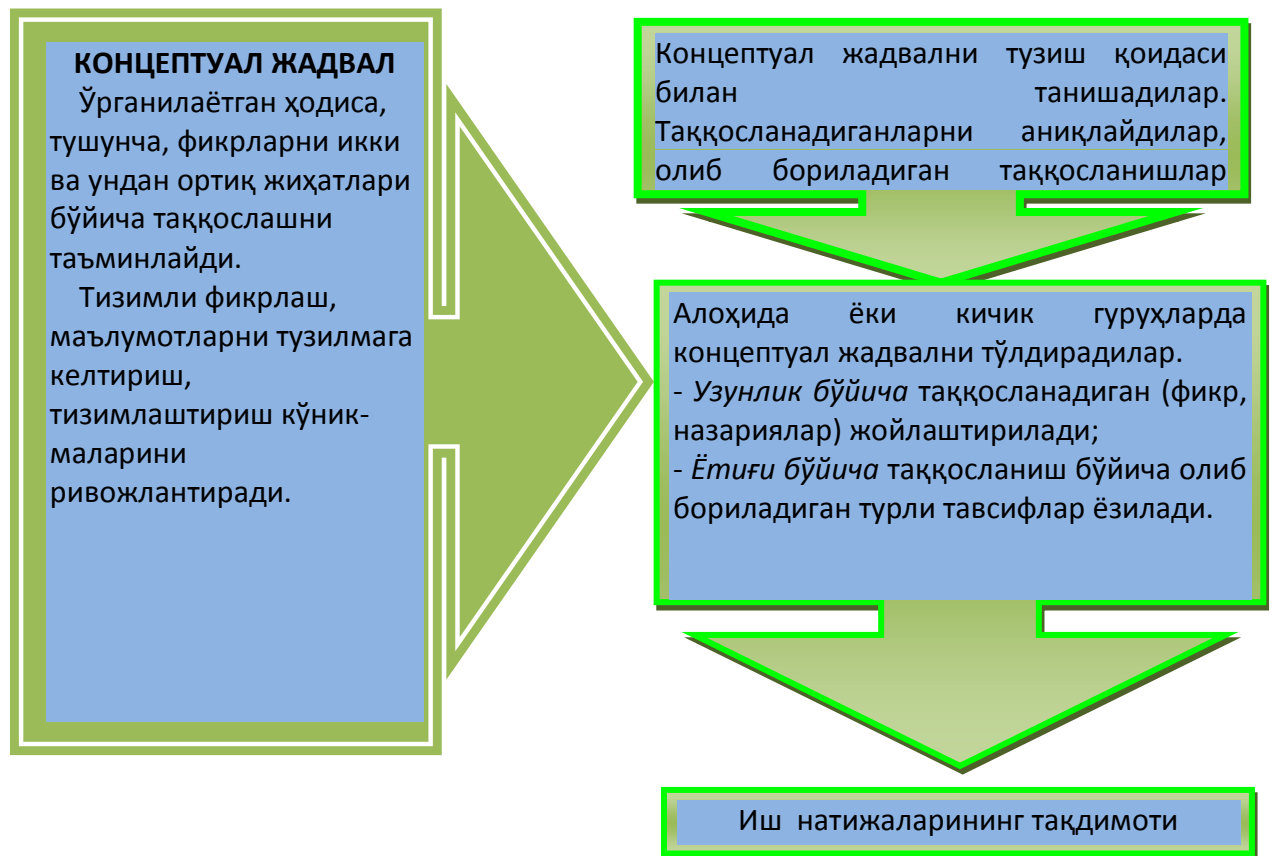 КОНЦЕПТУАЛ ЖАДВАЛ
Ўрганилаётган ҳодиса,
тушунча, фикрларни икки
ва ундан ортиқ жиҳатлари
бўйича таққослашни
таъминлайди.
Тизимли фикрлаш,
маълумотларни тузилмага
келтириш,
тизимлаштириш кўник-
маларини
ривожлантиради.
Концептуал жадвални тузиш қоидаси
билан танишадилар.
Таққосланадиганларни аниқлайдилар,
олиб бориладиган таққосланишлар
Алоҳида ёки кичик гуруҳларда
концептуал жадвални тўлдирадилар.
- Узунлик бўйича таққосланадиган (фикр,
назариялар) жойлаштирилади;
- Ётиғи бўйича таққосланиш бўйича олиб
бориладиган турли тавсифлар ёзилади.
Иш натижаларининг тақдимоти